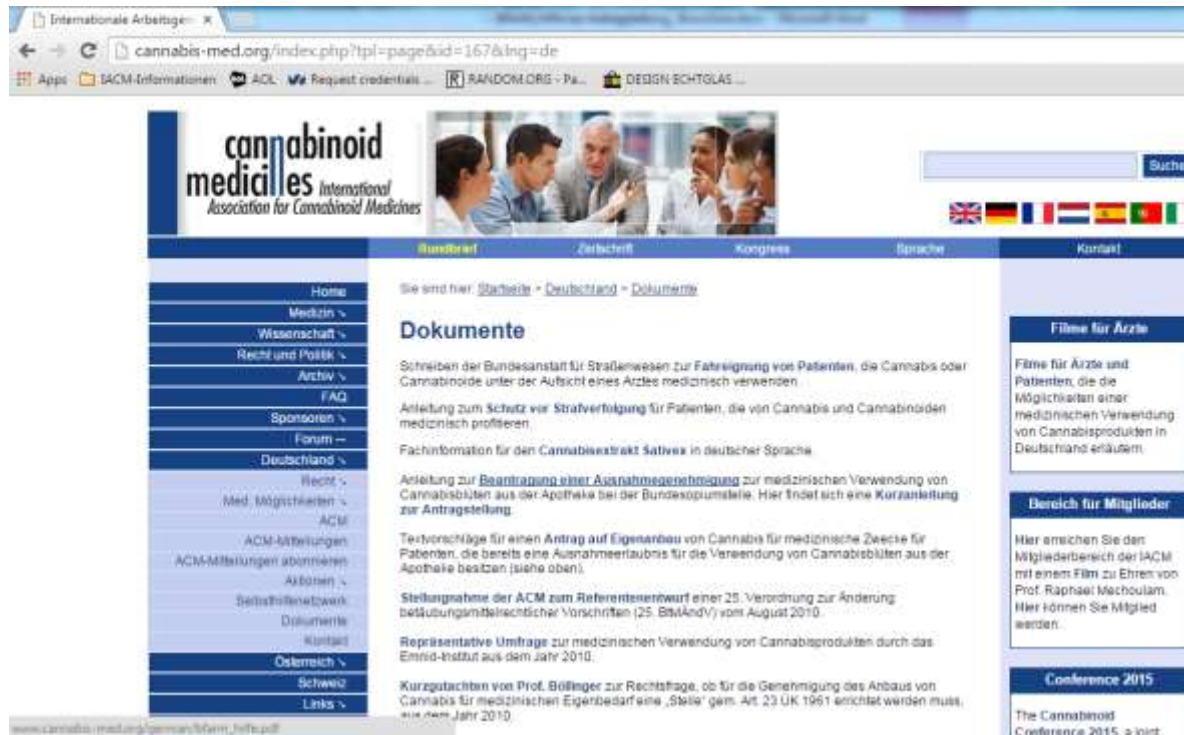 Internationale Arbeitsge
cannabis-med.org/index.php?tpl=page&id=167&lng=de
Apps IACM-Informationen AOL Request credentials ... RANDOM.ORG - Pa... DESIGN ECHTGLAS ...
cannabinoid
medicines International
Association for Cannabinoid Medicines
Suche
Rundbrief Zeitschrift Kongress Sprache Kontakt
Home
Medizin
Wissenschaft
Recht und Politik
Archiv
FAQ
Sponsoren
Forum
Deutschland
Recht
Med. Möglichkeiten
ACM
ACM-Mitteilungen
ACM-Mitteilungen abonnieren
Aktionen
Selbsthilfenetzwerk
Dokumente
Kontakt
Österreich
Schweiz
Links
Sie sind hier: Startseite » Deutschland » Dokumente
Dokumente
Schreiben der Bundesanstalt für Straßenwesen zur Fahreignung von Patienten, die Cannabis oder
Cannabinoide unter der Aufsicht eines Arztes medizinisch verwenden.
Anleitung zum Schutz vor Strafverfolgung für Patienten, die von Cannabis und Cannabinoiden
medizinisch profitieren.
Fachinformation für den Cannabisextrakt Sativex in deutscher Sprache.
Anleitung zur Beantragung einer Ausnahmegenehmigung zur medizinischen Verwendung von
Cannabisblüten aus der Apotheke bei der Bundesopiumstelle. Hier findet sich eine Kurzanleitung
zur Antragstellung.
Textvorschläge für einen Antrag auf Eigenanbau von Cannabis für medizinische Zwecke für
Patienten, die bereits eine Ausnahmeerlaubnis für die Verwendung von Cannabisblüten aus der
Apotheke besitzen (siehe oben).
Stellungnahme der ACM zum Referentenentwurf einer 25. Verordnung zur Änderung
betäubungsmittelrechtlicher Vorschriften (25. BtMÄndV) vom August 2010.
Repräsentative Umfrage zur medizinischen Verwendung von Cannabisprodukten durch das
Emnid-Institut aus dem Jahr 2010.
Kurzgutachten von Prof. Böllinger zur Rechtsfrage, ob für die Genehmigung des Anbaus von
Cannabis für medizinischen Eigenbedarf eine „Stelle“ gem. Art. 23 ÜK 1961 errichtet werden muss,
aus dem Jahr 2010.
Filme für Ärzte
Filme für Ärzte und
Patienten, die die
Möglichkeiten einer
medizinischen Verwendung
von Cannabisprodukten in
Deutschland erläutern.
Bereich für Mitglieder
Hier erreichen Sie den
Mitgliederbereich der IACM
mit einem Film zu Ehren von
Prof. Raphael Mechoulam.
Hier können Sie Mitglied
werden.
Conference 2015
The Cannabinoid
Conference 2015, a joint
www.cannabis-med.org/german/bfarm_hilfe.pdf